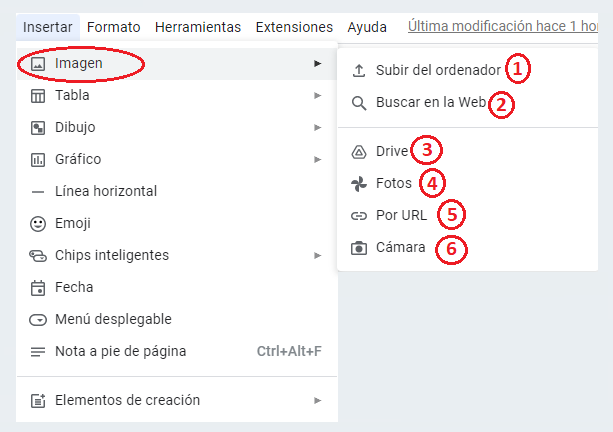 Insertar Formato Herramientas Extensiones Ayuda Última modificación hace 1 ho
Imagen
Tabla
Dibujo
Gráfico
Línea horizontal
Emoji
Chips inteligentes
Fecha
Menú desplegable
Nota a pie de página Ctrl+Alt+F
Elementos de creación
Subir del ordenador 1
Buscar en la Web 2
Drive 3
Fotos 4
Por URL 5
Cámara 6